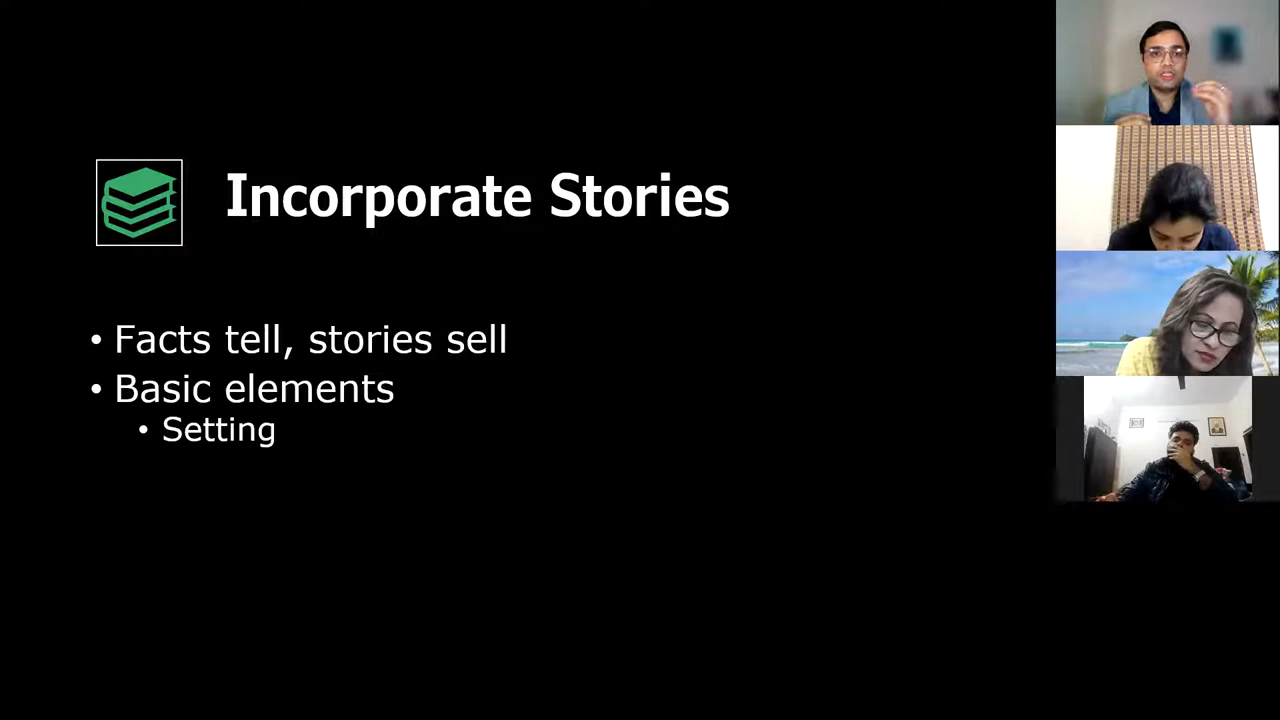 Incorporate Stories
• Facts tell, stories sell
• Basic elements
• Setting